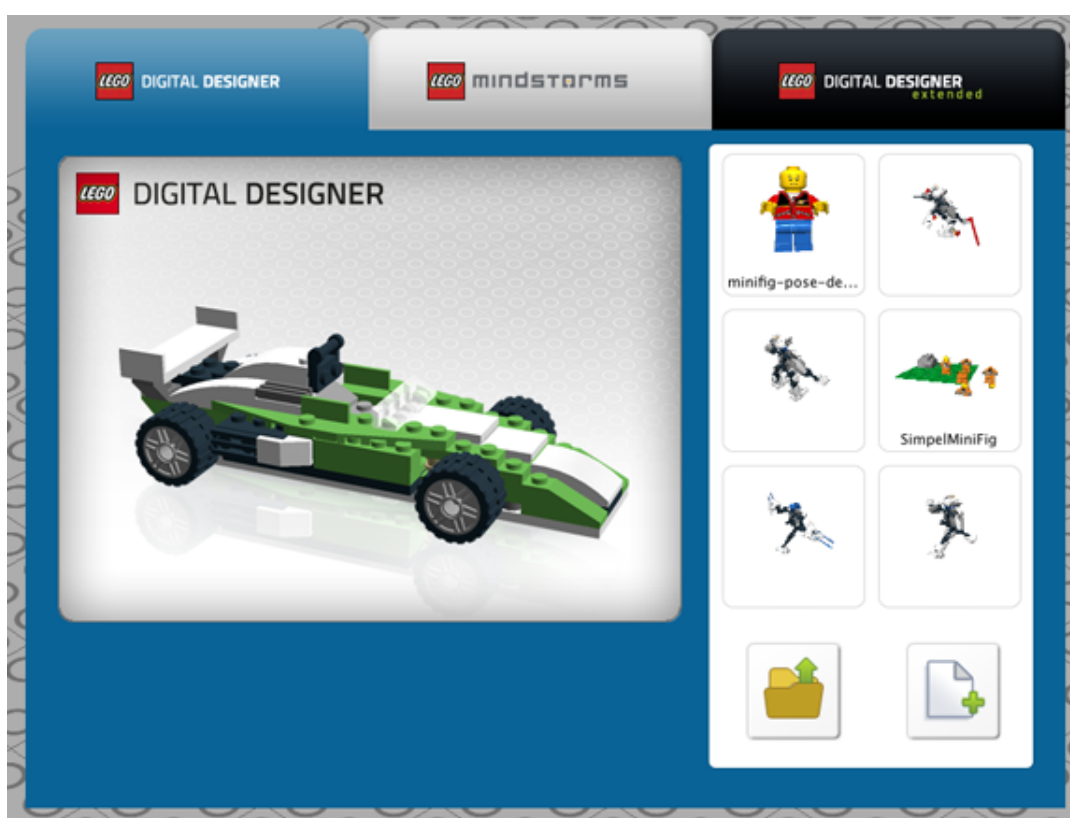 LEGO DIGITAL DESIGNER
LEGO mindstorms
LEGO DIGITAL DESIGNER
extended
LEGO DIGITAL DESIGNER
minifig-pose-de...
SimpelMiniFig